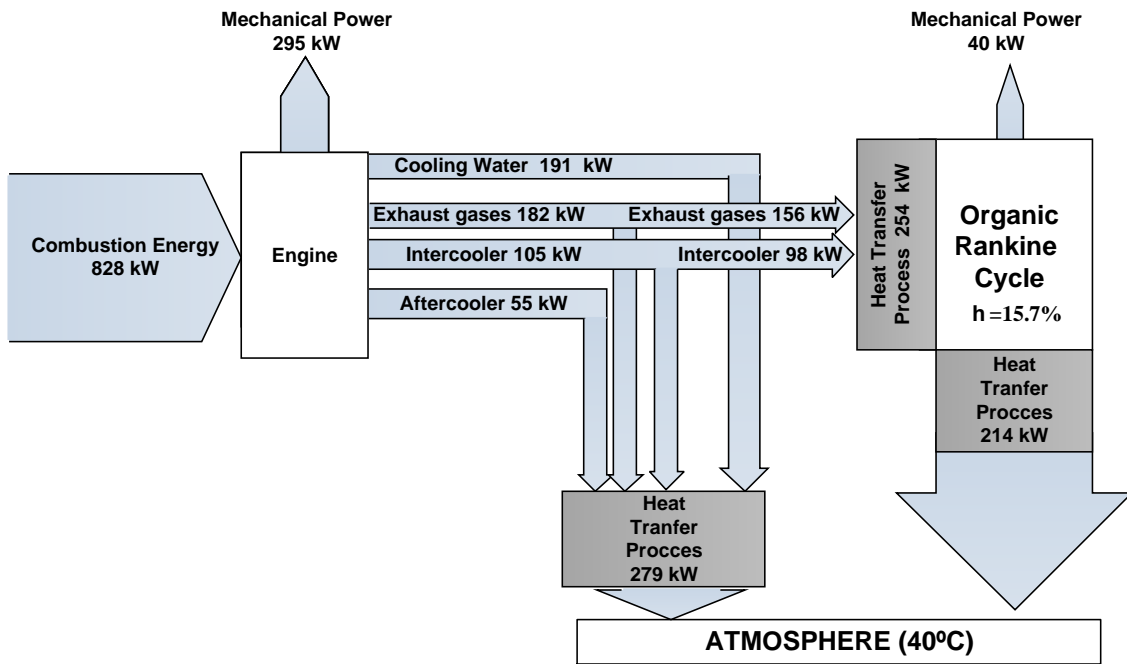 Mechanical Power
295 kW
Mechanical Power
40 kW
Combustion Energy
828 kW
Engine
Cooling Water 191 kW
Exhaust gases 182 kW
Exhaust gases 156 kW
Intercooler 105 kW
Intercooler 98 kW
Aftercooler 55 kW
Heat Transfer
Process 254 kW
Organic
Rankine
Cycle
h =15.7%
Heat
Tranfer
Procces
214 kW
Heat
Tranfer
Procces
279 kW
ATMOSPHERE (40ºC)